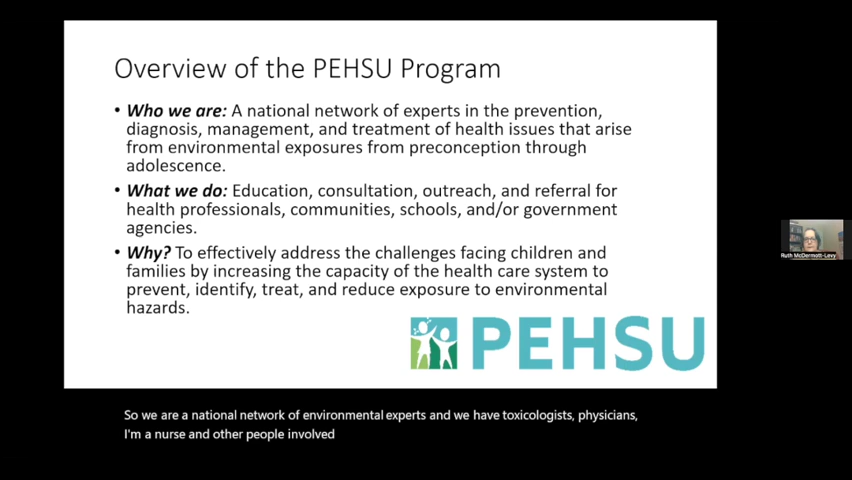 Overview of the PEHSU Program
• Who we are: A national network of experts in the prevention,
diagnosis, management, and treatment of health issues that arise
from environmental exposures from preconception through
adolescence.
• What we do: Education, consultation, outreach, and referral for
health professionals, communities, schools, and/or government
agencies.
• Why? To effectively address the challenges facing children and
families by increasing the capacity of the health care system to
prevent, identify, treat, and reduce exposure to environmental
hazards.
PEHSU
Ruth McDermott-Levy
So we are a national network of environmental experts and we have toxicologists, physicians,
I'm a nurse and other people involved